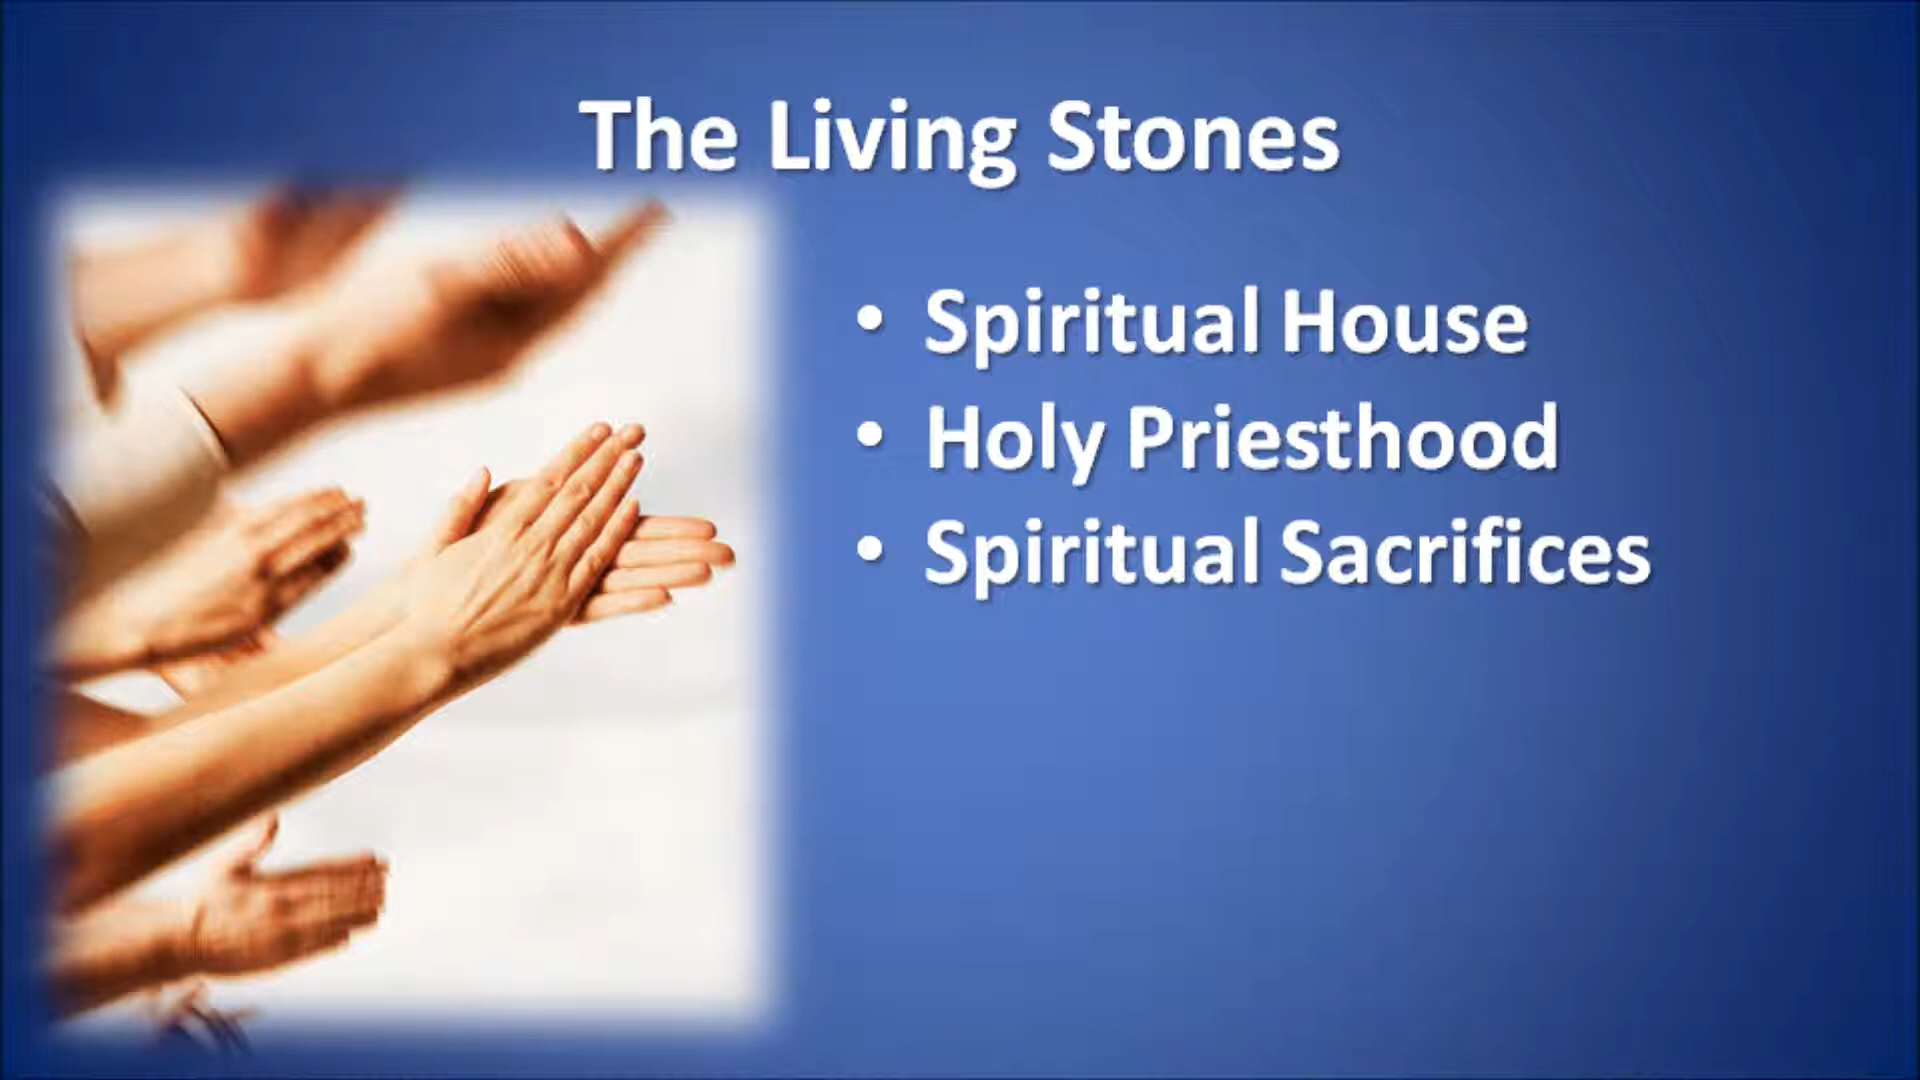 The Living Stones
• Spiritual House
• Holy Priesthood
• Spiritual Sacrifices